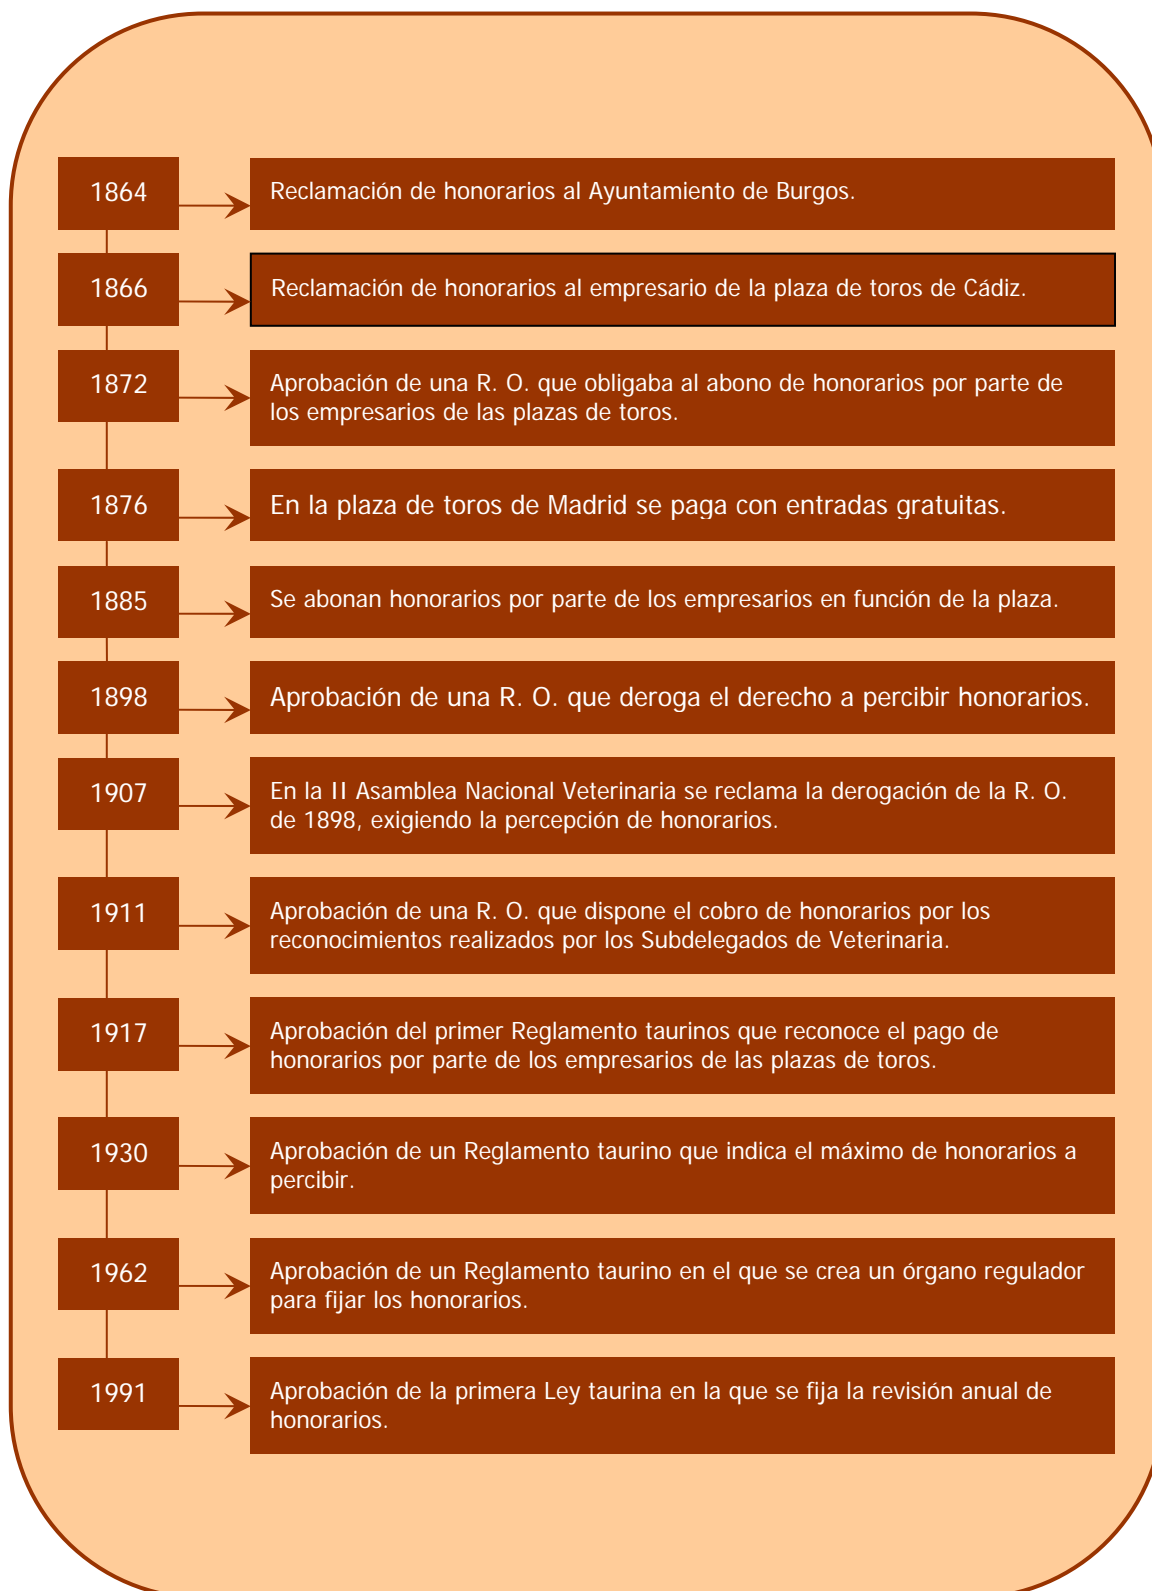 1864
Reclamación de honorarios al Ayuntamiento de Burgos.
1866
Reclamación de honorarios al empresario de la plaza de toros de Cádiz.
1872
Aprobación de una R. O. que obligaba al abono de honorarios por parte de
los empresarios de las plazas de toros.
1876
En la plaza de toros de Madrid se paga con entradas gratuitas.
1885
Se abonan honorarios por parte de los empresarios en función de la plaza.
1898
Aprobación de una R. O. que deroga el derecho a percibir honorarios.
1907
En la II Asamblea Nacional Veterinaria se reclama la derogación de la R. O.
de 1898, exigiendo la percepción de honorarios.
1911
Aprobación de una R. O. que dispone el cobro de honorarios por los
reconocimientos realizados por los Subdelegados de Veterinaria.
1917
Aprobación del primer Reglamento taurinos que reconoce el pago de
honorarios por parte de los empresarios de las plazas de toros.
1930
Aprobación de un Reglamento taurino que indica el máximo de honorarios a
percibir.
1962
Aprobación de un Reglamento taurino en el que se crea un órgano regulador
para fijar los honorarios.
1991
Aprobación de la primera Ley taurina en la que se fija la revisión anual de
honorarios.